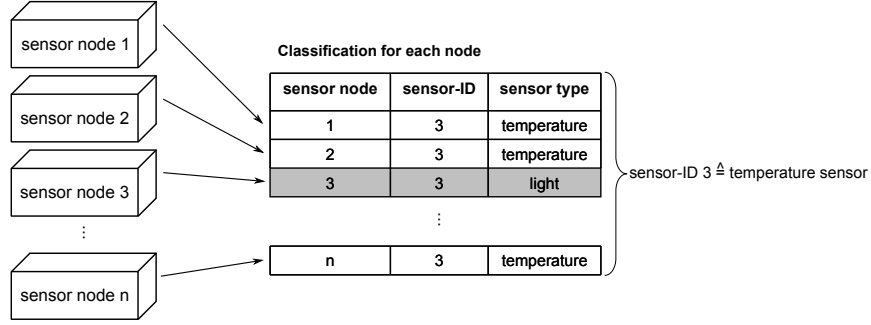 sensor node 1
sensor node 2
sensor node 3
⋮
sensor node n
Classification for each node
sensor node sensor-ID sensor type
1 3 temperature
2 3 temperature
3 3 light
⋮
n 3 temperature
sensor-ID 3 ≙ temperature sensor